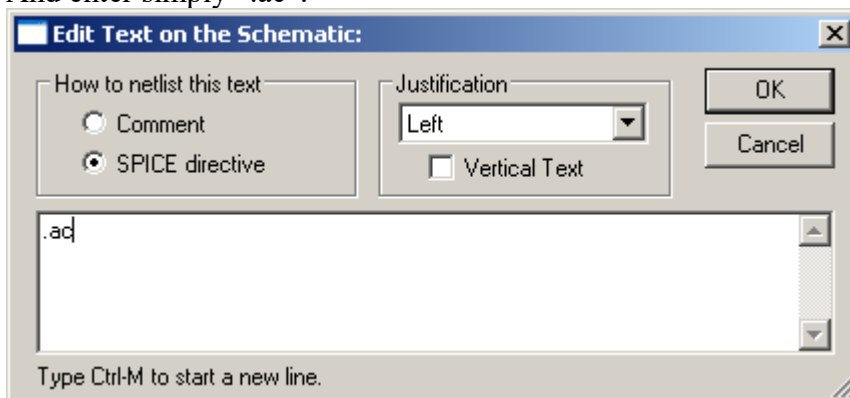 And enter simply ".ac".
Edit Text on the Schematic:
How to netlist this text
Comment
SPICE directive
Justification
Left
Vertical Text
OK
Cancel
.ac
Type Ctrl-M to start a new line.